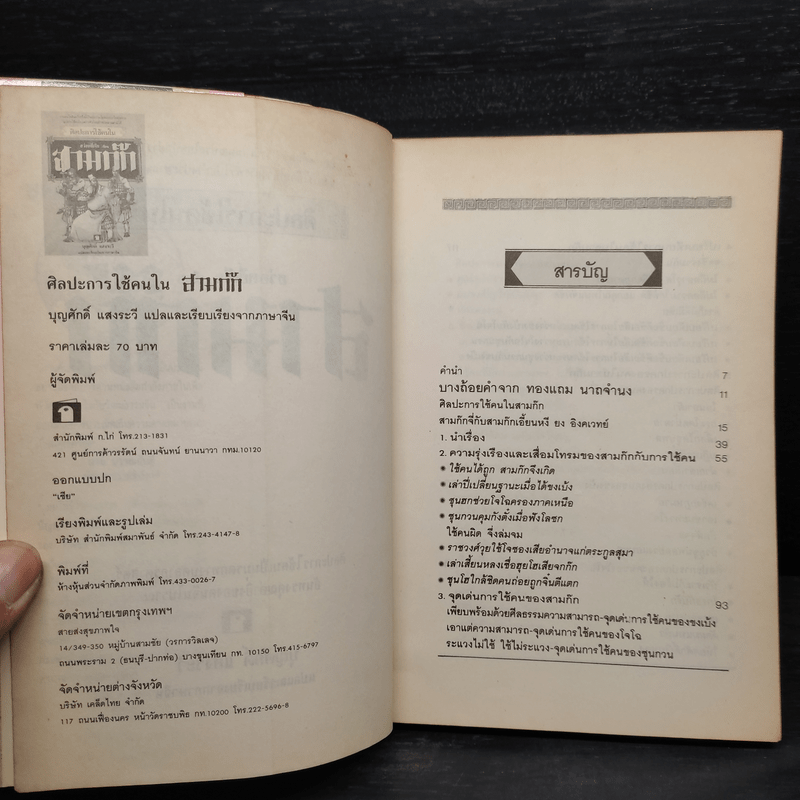 ศิลปะการใช้คนใน
สามก๊ก
ศิลปะการใช้คนใน สามก๊ก
บุญศักดิ์ แสงระวี แปลและเรียบเรียงจากภาษาจีน
ราคาเล่มละ 70 บาท
ผู้จัดพิมพ์
สำนักพิมพ์ ก.ไก่ โทร.213-1831
421 ศูนย์การค้าวรรัตน์ ถนนจันทน์ ยานนาวา กทม.10120
ออกแบบปก
"เซีย"
เรียงพิมพ์และรูปเล่ม
บริษัท สำนักพิมพ์สมาพันธ์ จำกัด โทร.243-4147-8
พิมพ์ที่
ห้างหุ้นส่วนจำกัดภาพพิมพ์ โทร.433-0026-7
จัดจำหน่ายเขตกรุงเทพฯ
สายส่งสุขภาพใจ
14/349-350 หมู่บ้านสามชัย (วรการวิลเลจ)
ถนนพระราม 2 (ธนบุรี-ปากท่อ) บางขุนเทียน กท. 10150 โทร.415-6797
จัดจำหน่ายต่างจังหวัด
บริษัท เคล็ดไทย จำกัด
117 ถนนเฟื่องนคร หน้าวัดราชบพิธ กท.10200 โทร.222-5696-8
สารบัญ
คำนำ 7
บางถ้อยคำจาก ทองแถม นาถจำนง 11
ศิลปะการใช้คนในสามก๊ก
สามก๊กจี่กับสามก๊กเอี้ยนหงี ยง อิงคเวทย์ 15
1. นำเรื่อง 39
2. ความรุ่งเรืองและเสื่อมโทรมของสามก๊กกับการใช้คน 55
● ใช้คนได้ถูก สามก๊กจึงเกิด
● เล่าปี่เปลี่ยนฐานะเมื่อได้ขงเบ้ง
● ซุนฮกช่วยโจโฉครองภาคเหนือ
● ซุนกวนคุมกังตั๋งเมื่อฟังโลซก
ใช้คนผิด จึงล่มจม
● ราชวงศ์วุยใช้โจซองเสียอำนาจแก่ตระกูลสุมา
● เล่าเสี้ยนหลงเชื่อฮุยโฮเสียจกก๊ก
● ซุนโฮใกล้ชิดคนถ่อยถูกจิ้นตีแตก
3. จุดเด่นการใช้คนของสามก๊ก 93
เพียบพร้อมด้วยศีลธรรมความสามารถ-จุดเด่นการใช้คนของขงเบ้ง
เอาแต่ความสามารถ-จุดเด่นการใช้คนของโจโฉ
ระแวงไม่ใช้ ใช้ไม่ระแวง-จุดเด่นการใช้คนของซุนกวน